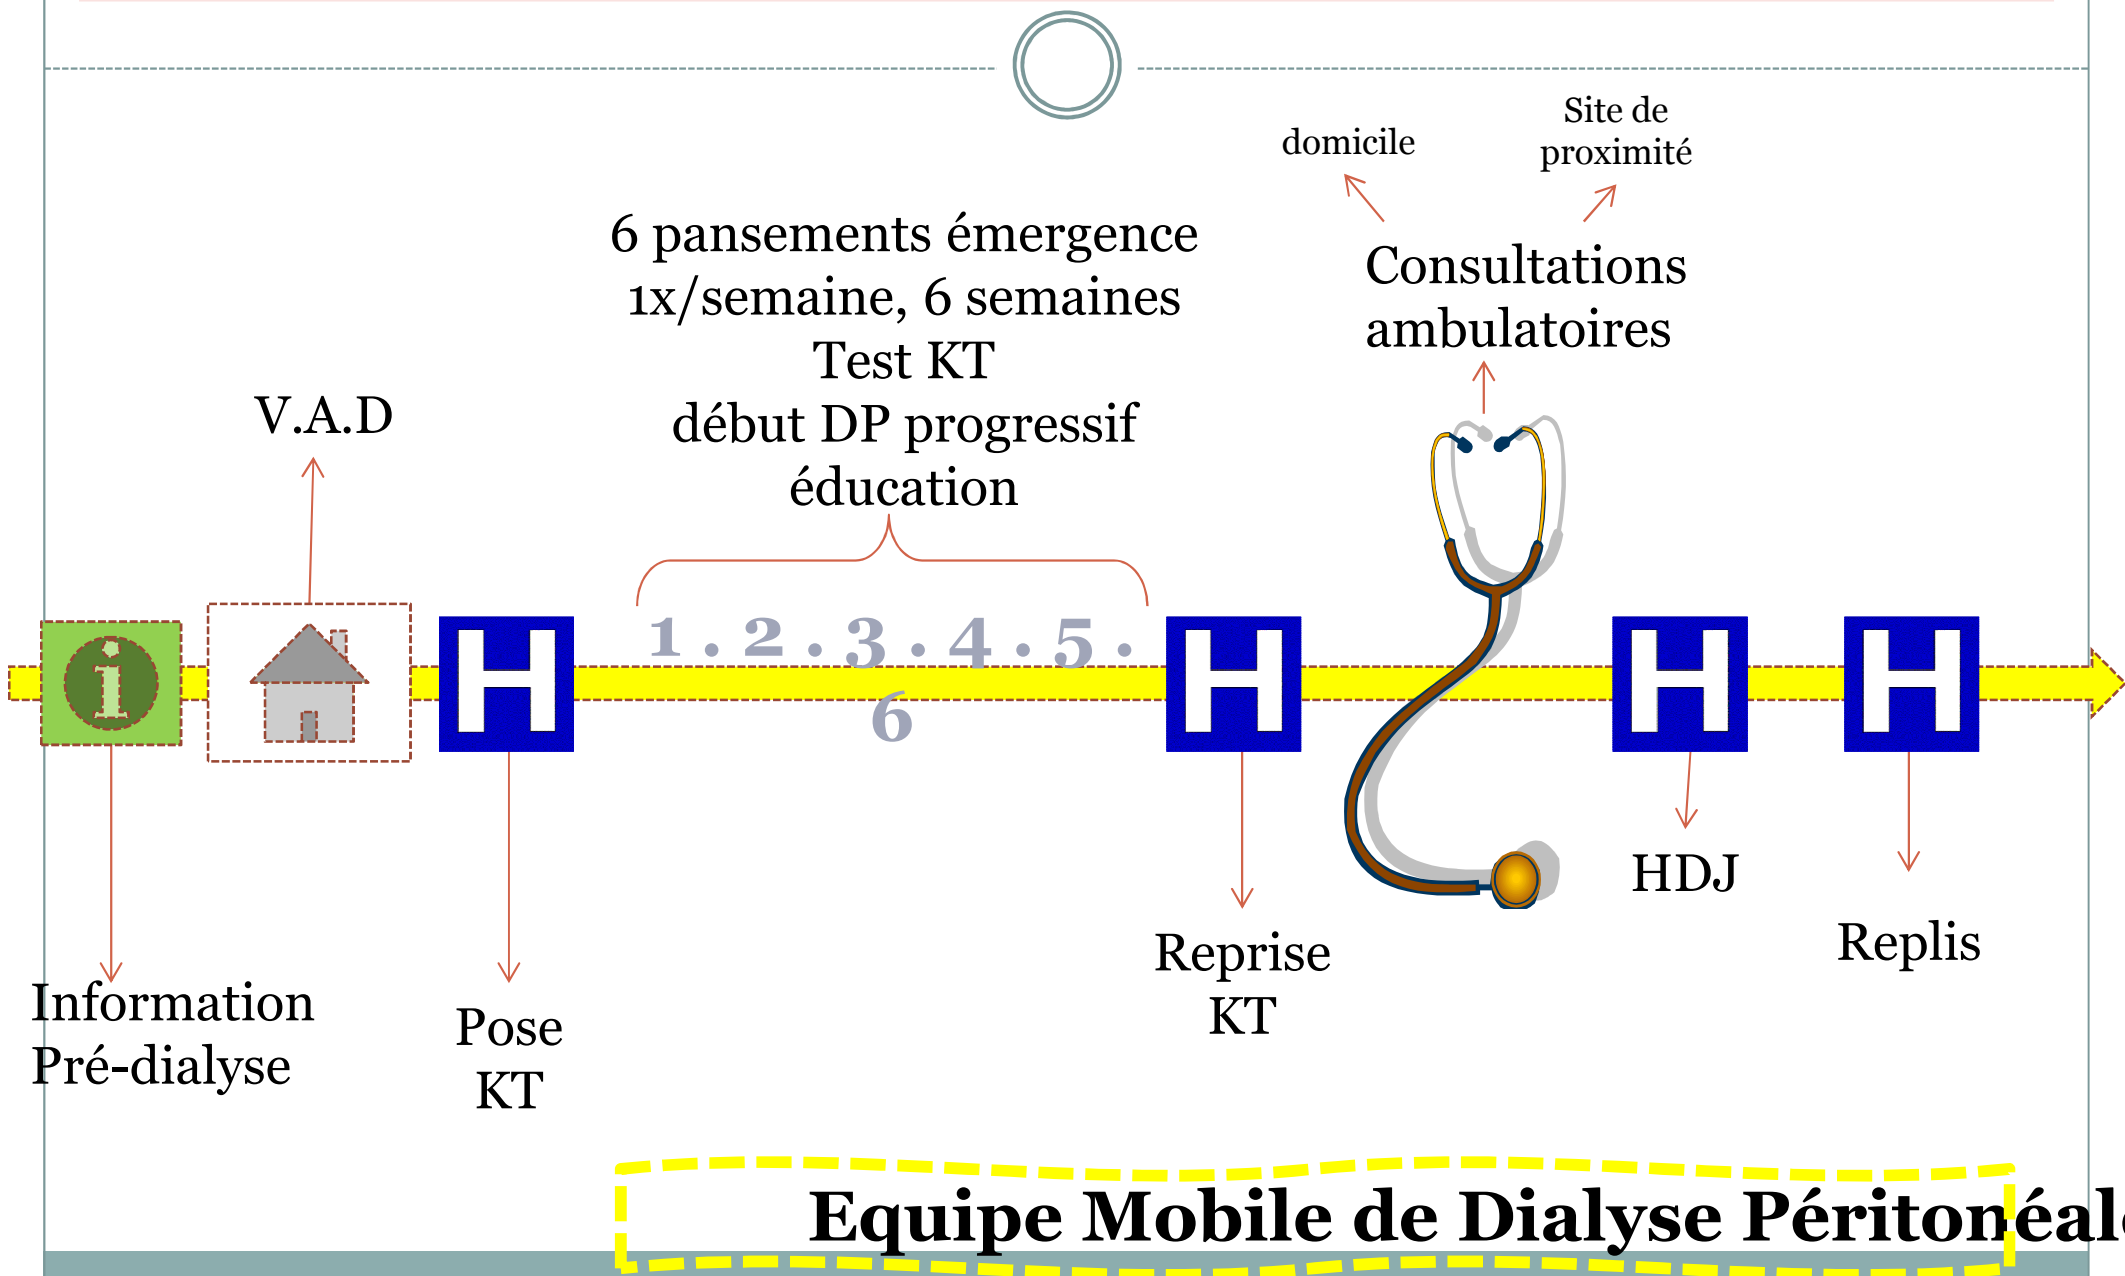 domicile
Site de
proximité
6 pansements émergence
1x/semaine, 6 semaines
Test KT
début DP progressif
éducation
Consultations
ambulatoires
V.A.D
i
H
1 . 2 . 3 . 4 . 5 .
6
H
H
H
HDJ
Replis
Reprise
KT
Information
Pré-dialyse
Pose
KT
Equipe Mobile de Dialyse Péritonéale